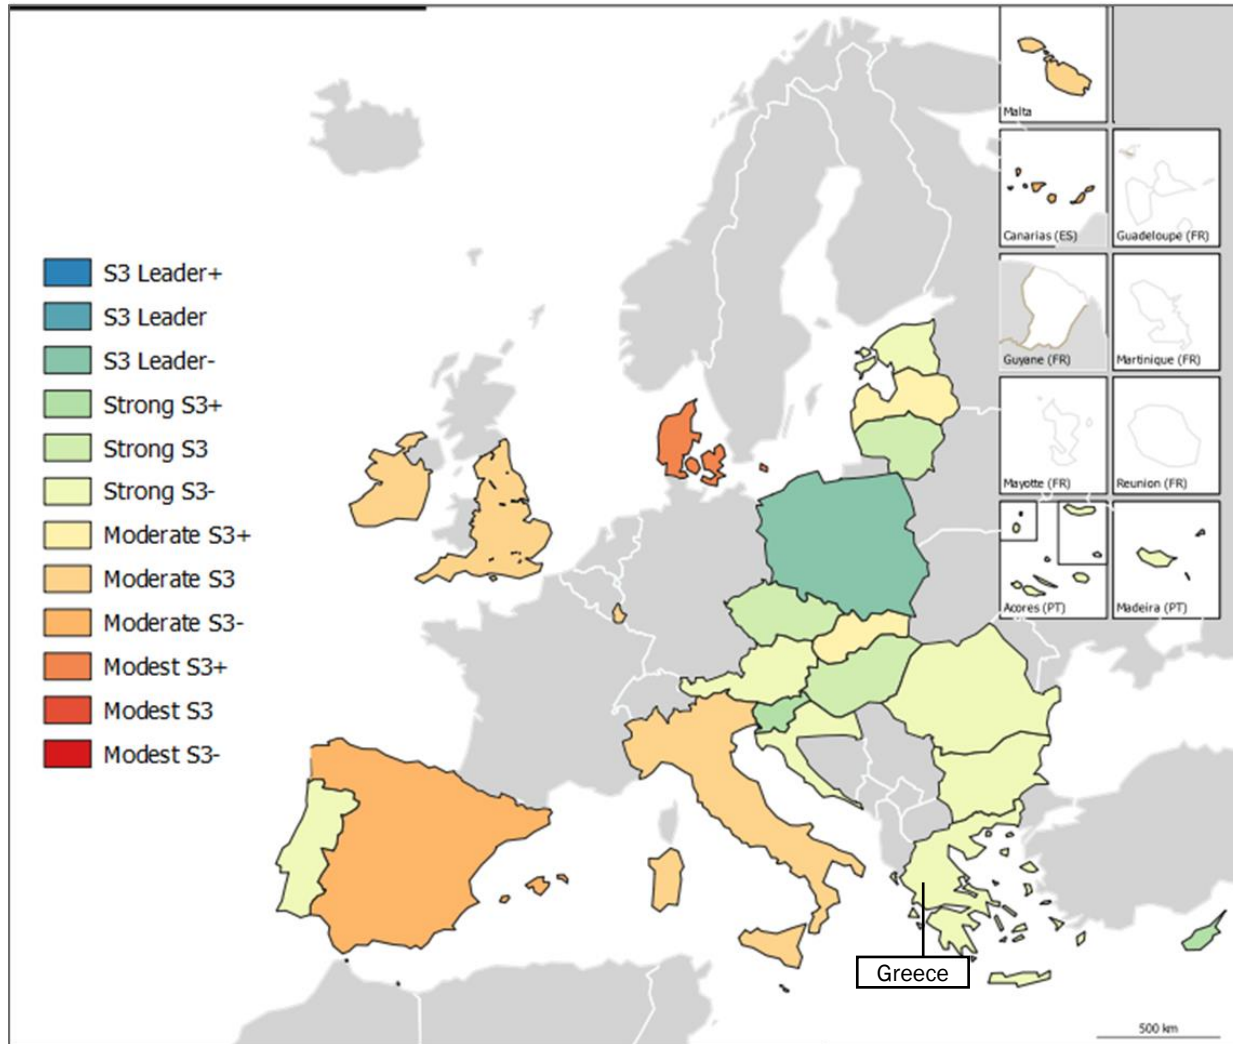 S3 Leader+
S3 Leader
S3 Leader-
Strong S3+
Strong S3
Strong S3-
Moderate S3+
Moderate S3
Moderate S3-
Modest S3+
Modest S3
Modest S3-
Malta
Canarias (ES)
Guadeloupe (FR)
Guyane (FR)
Martinique (FR)
Mayotte (FR)
Reunion (FR)
Acores (PT)
Madeira (PT)
Greece
500 km